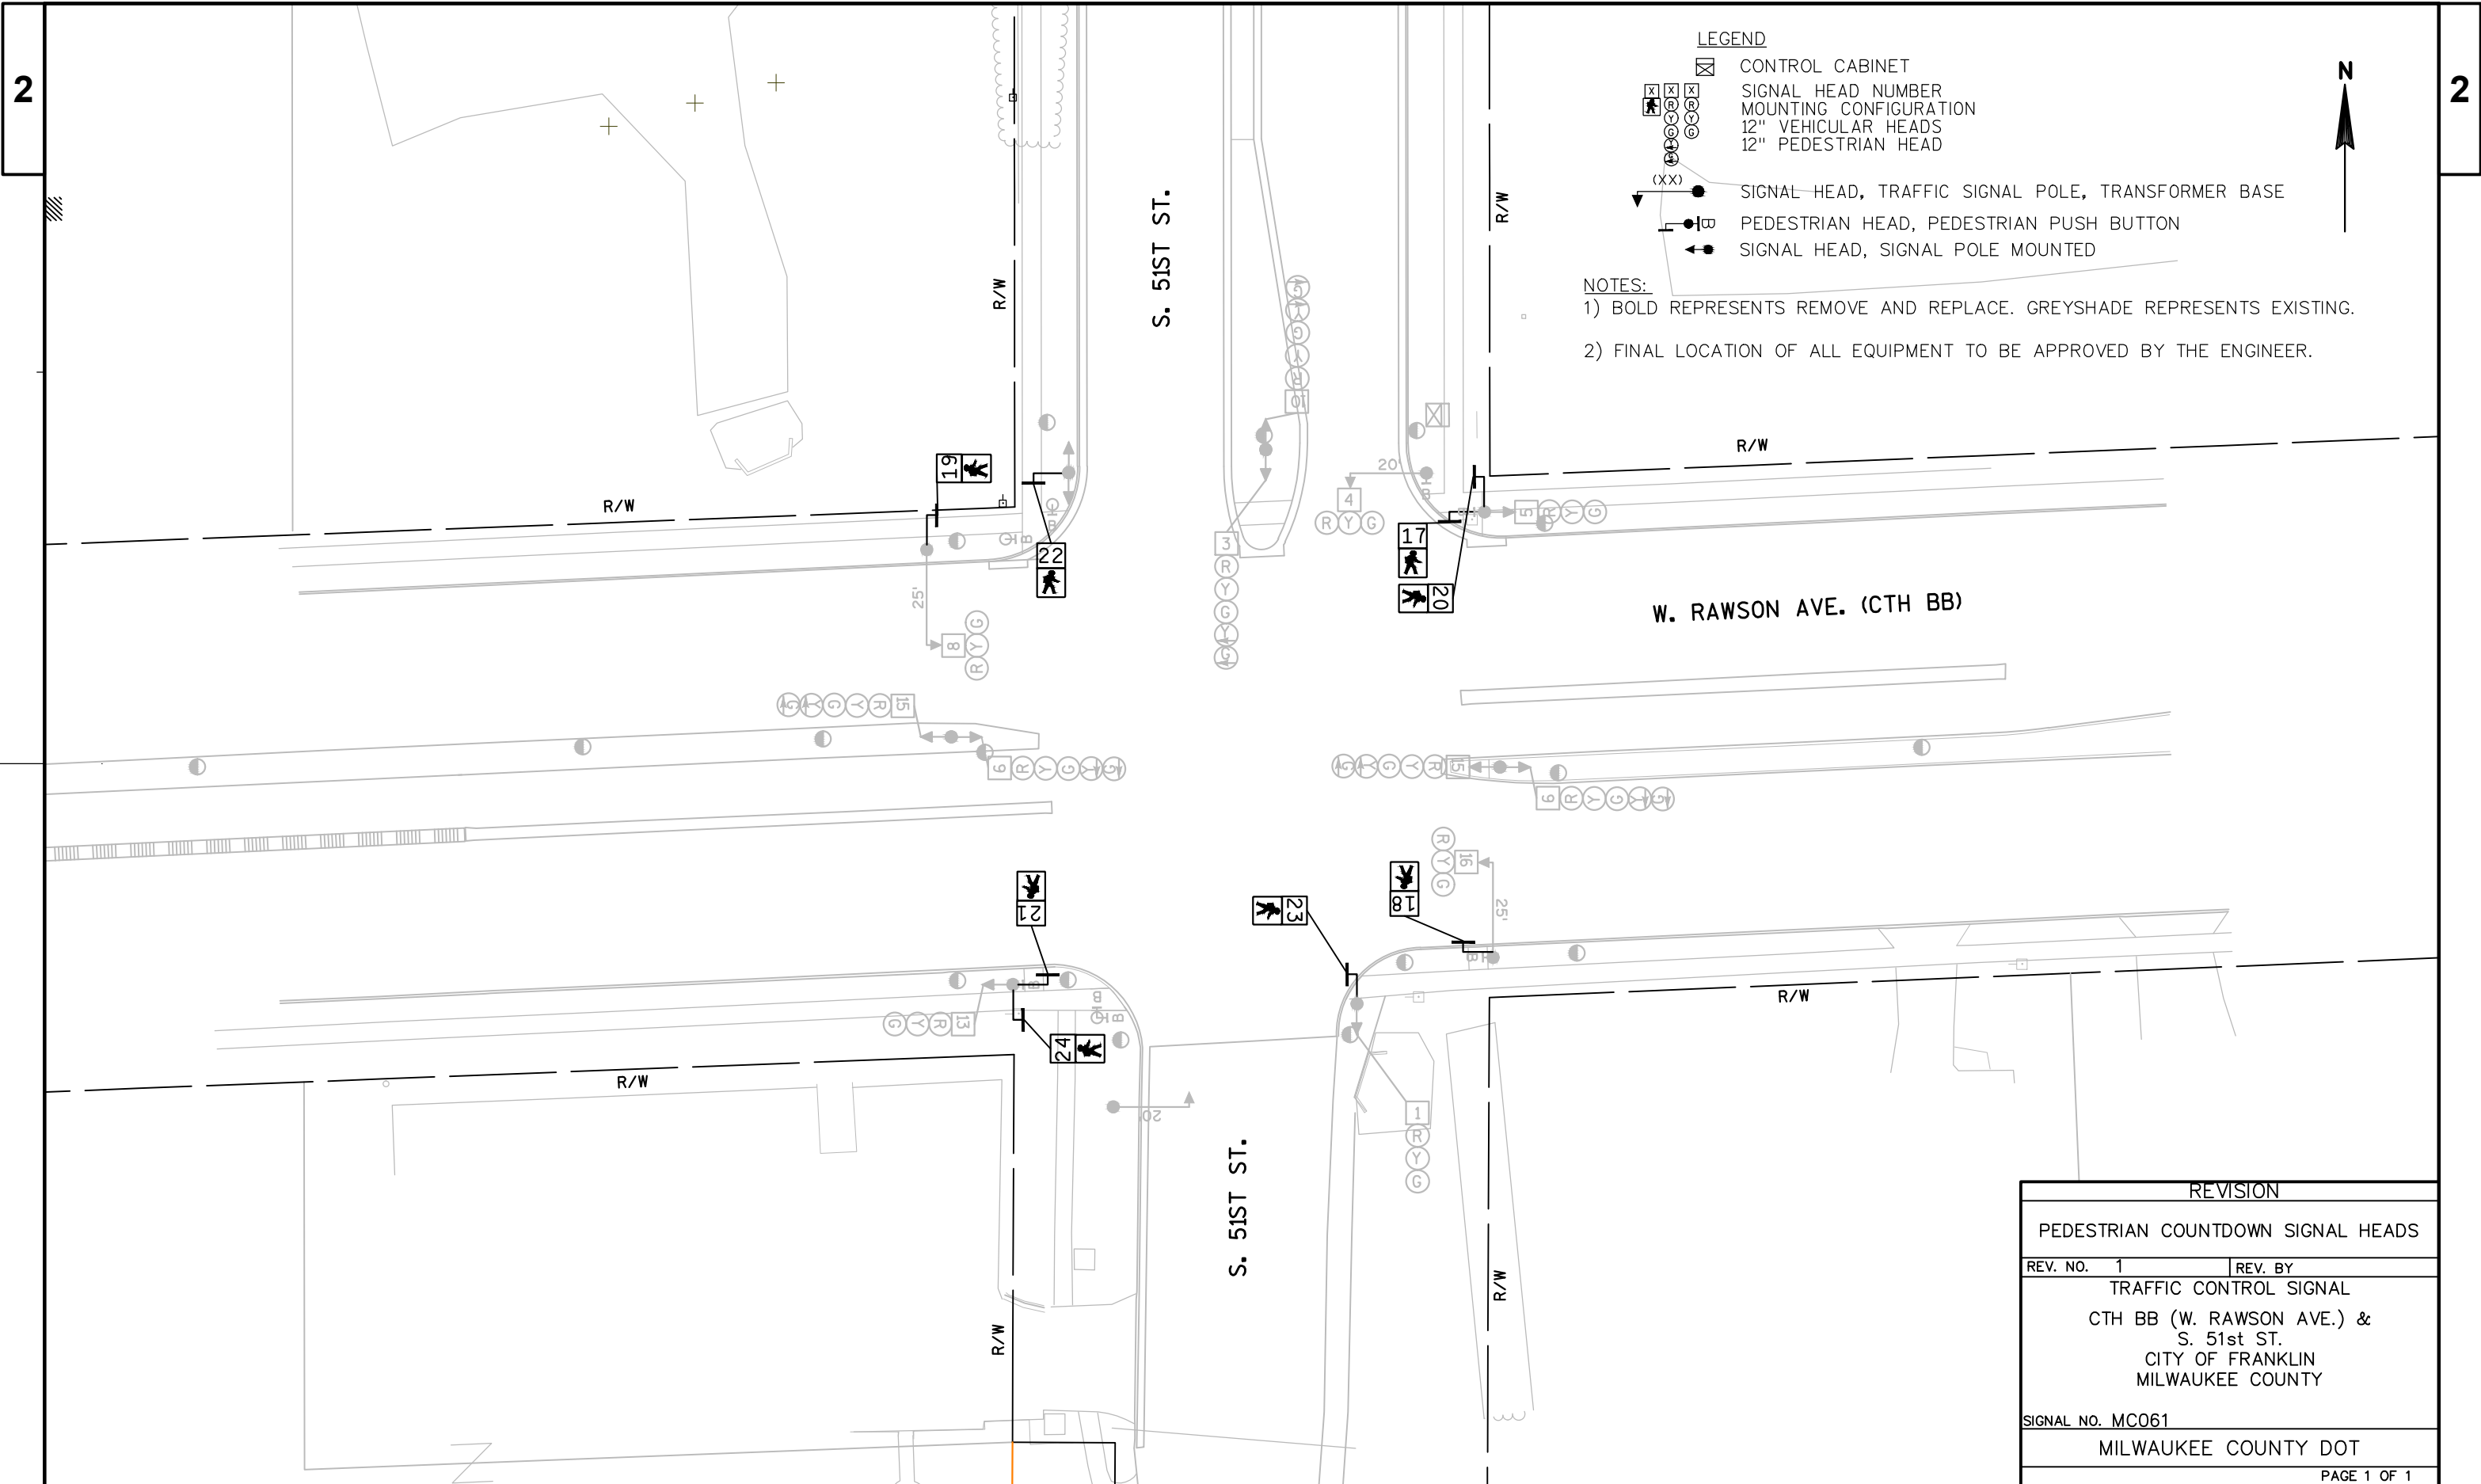 2
2
LEGEND
CONTROL CABINET
X X X SIGNAL HEAD NUMBER
R R MOUNTING CONFIGURATION
Y Y 12" VEHICULAR HEADS
G G 12" PEDESTRIAN HEAD
Y
G
(XX)
SIGNAL HEAD, TRAFFIC SIGNAL POLE, TRANSFORMER BASE
B PEDESTRIAN HEAD, PEDESTRIAN PUSH BUTTON
SIGNAL HEAD, SIGNAL POLE MOUNTED
N
NOTES:
1) BOLD REPRESENTS REMOVE AND REPLACE. GREYSHADE REPRESENTS EXISTING.
2) FINAL LOCATION OF ALL EQUIPMENT TO BE APPROVED BY THE ENGINEER.
S. 51ST ST.
R/W
R/W
R/W
R/W
10 R Y G Y G
19
22
B
B
25'
8 R Y G
3 R Y G Y G
20'
4
R Y G
B
B
5 R Y G
17
20
W. RAWSON AVE. (CTH BB)
15 R Y G Y G
9 R Y G Y G
15 R Y G Y G
9 R Y G Y G
16 R Y G
25'
21
23
18
B
B
B
B
13 R Y G
24
20'
1
R
Y
G
R/W
R/W
S. 51ST ST.
R/W
R/W
REVISION
PEDESTRIAN COUNTDOWN SIGNAL HEADS
REV. NO. 1 REV. BY
TRAFFIC CONTROL SIGNAL
CTH BB (W. RAWSON AVE.) &
S. 51st ST.
CITY OF FRANKLIN
MILWAUKEE COUNTY
SIGNAL NO. MC061
MILWAUKEE COUNTY DOT
PAGE 1 OF 1